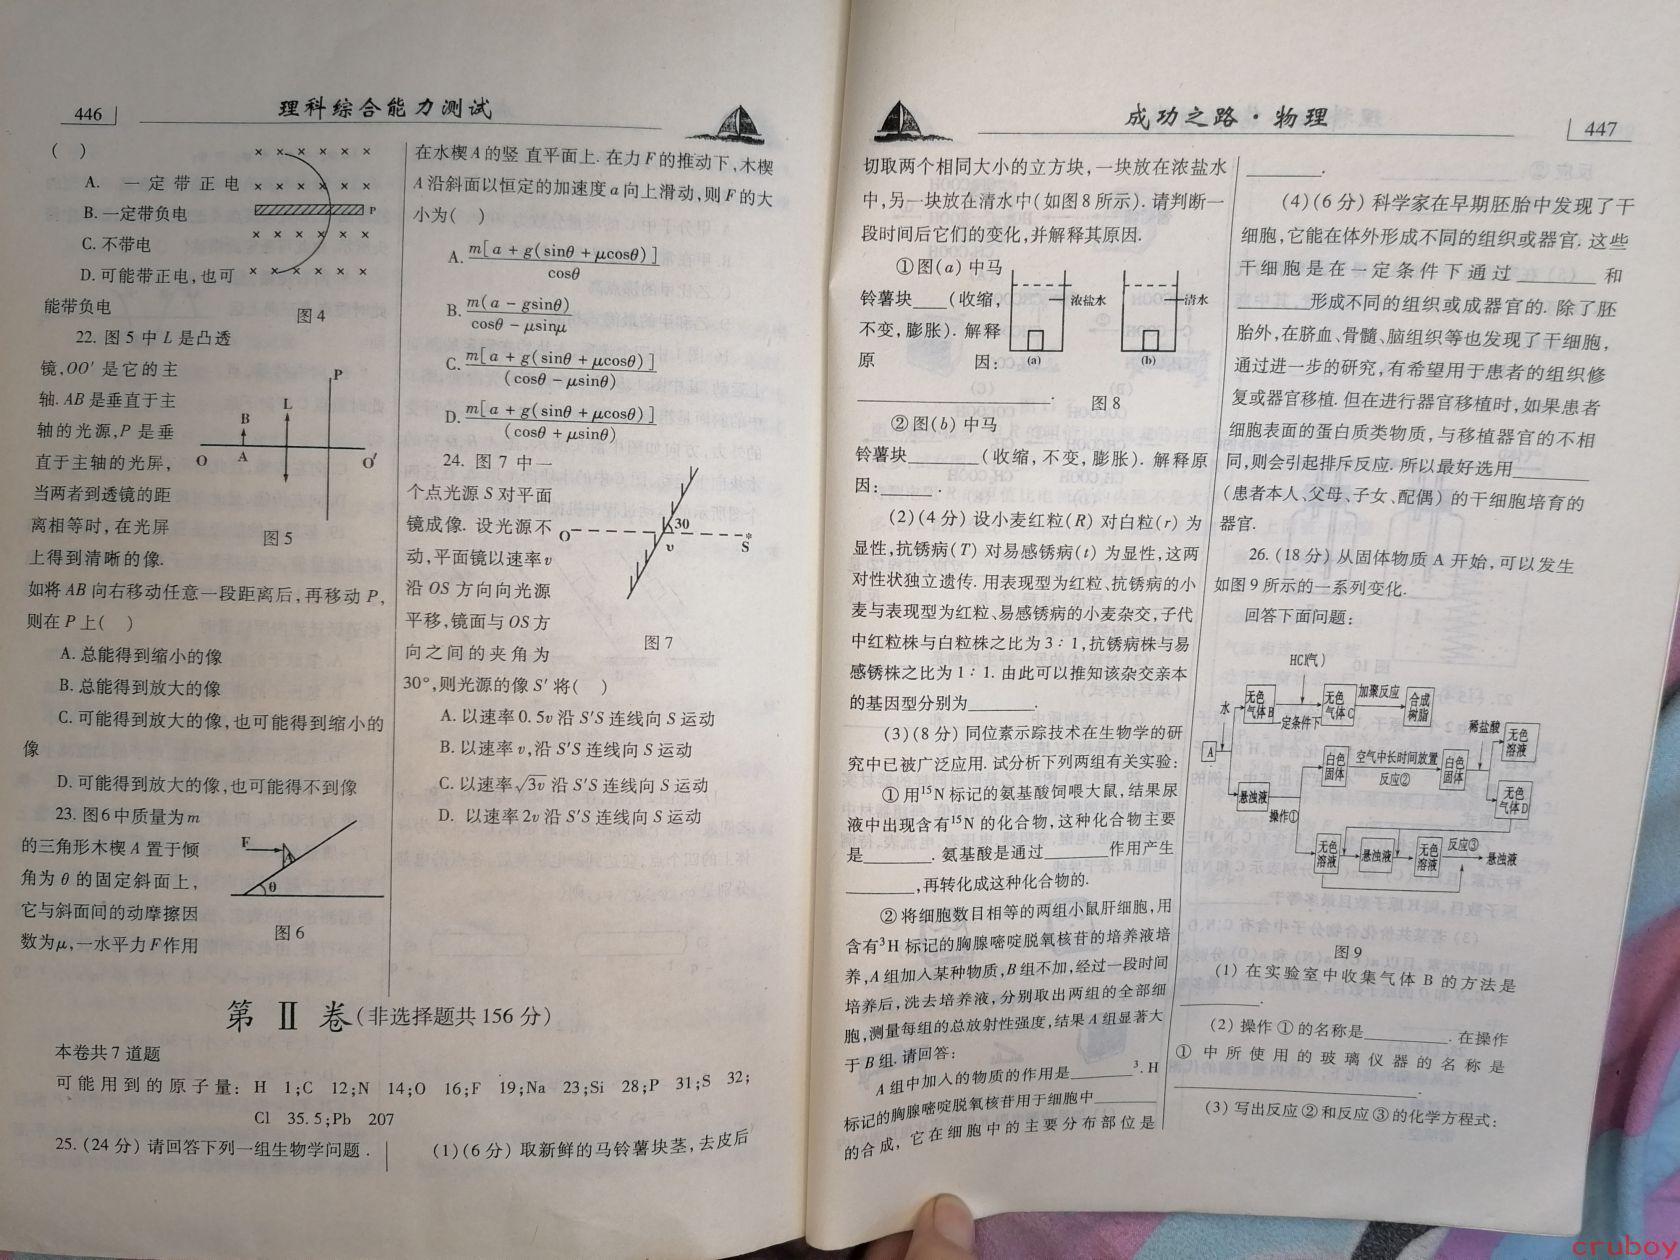 446
理科综合能力测试
( )
A. 一定带正电
B. 一定带负电
C. 不带电
D. 可能带正电,也可
能带负电
P
图 4
22. 图 5 中 L 是凸透
镜,OO′ 是它的主
轴. AB 是垂直于主
轴的光源,P 是垂
直于主轴的光屏,
当两者到透镜的距
离相等时,在光屏
上得到清晰的像.
L
P
B
A
O
O′
图 5
如将 AB 向右移动任意一段距离后,再移动 P,
则在 P 上( )
A. 总能得到缩小的像
B. 总能得到放大的像
C. 可能得到放大的像,也可能得到缩小的
像
D. 可能得到放大的像,也可能得不到像
23. 图6中质量为 m
的三角形木楔 A 置于倾
角为 θ 的固定斜面上,
它与斜面间的动摩擦因
数为μ,一水平力 F 作用
F
A
θ
图 6
在水楔 A 的竖 直平面上. 在力 F 的推动下,木楔
A 沿斜面以恒定的加速度 a 向上滑动,则 F 的大
小为( )
A. m[a + g(sinθ + μcosθ)] / cosθ
B. m(a - gsinθ) / cosθ - μsinμ
C. m[a + g(sinθ + μcosθ)] / (cosθ - μsinθ)
D. m[a + g(sinθ + μcosθ)] / (cosθ + μsinθ)
24. 图 7 中一
个点光源 S 对平面
镜成像. 设光源不
动,平面镜以速率 v
沿 OS 方向向光源
平移,镜面与 OS 方
向之间的夹角为
30°,则光源的像 S′ 将( )
O
30
v
S
图 7
A. 以速率 0. 5v 沿 S′S 连线向 S 运动
B. 以速率 v,沿 S′S 连线向 S 运动
C. 以速率 √3v 沿 S′S 连线向 S 运动
D. 以速率 2v 沿 S′S 连线向 S 运动
第 Ⅱ 卷(非选择题共 156 分)
本卷共 7 道题
可能用到的原子量: H 1;C 12;N 14;O 16;F 19;Na 23;Si 28;P 31;S 32;
Cl 35. 5;Pb 207
25. (24 分) 请回答下列一组生物学问题.
(1)(6 分) 取新鲜的马铃薯块茎,去皮后
成功之路·物理
447
切取两个相同大小的立方块,一块放在浓盐水
中,另一块放在清水中(如图 8 所示). 请判断一
段时间后它们的变化,并解释其原因.
①图(a) 中马
铃薯块____(收缩,
不变,膨胀). 解释
原 因:
________.
浓盐水
清水
(a)
(b)
图 8
②图(b) 中马
铃薯块________(收缩,不变,膨胀). 解释原
因:______.
(2)(4 分) 设小麦红粒(R) 对白粒(r) 为
显性,抗锈病(T) 对易感锈病(t) 为显性,这两
对性状独立遗传. 用表现型为红粒、抗锈病的小
麦与表现型为红粒、易感锈病的小麦杂交,子代
中红粒株与白粒株之比为 3∶1,抗锈病株与易
感锈株之比为 1∶1. 由此可以推知该杂交亲本
的基因型分别为________.
(3)(8 分) 同位素示踪技术在生物学的研
究中已被广泛应用. 试分析下列两组有关实验:
① 用¹⁵N 标记的氨基酸饲喂大鼠,结果尿
液中出现含有¹⁵N 的化合物,这种化合物主要
是________. 氨基酸是通过________作用产生
________,再转化成这种化合物的.
② 将细胞数目相等的两组小鼠肝细胞,用
含有³H 标记的胸腺嘧啶脱氧核苷的培养液培
养,A 组加入某种物质,B 组不加,经过一段时间
培养后,洗去培养液,分别取出两组的全部细
胞,测量每组的总放射性强度,结果 A 组显著大
于 B 组. 请回答:
A 组中加入的物质的作用是________³. H
标记的胸腺嘧啶脱氧核苷用于细胞中________
的合成, 它在细胞中的主要分布部位是
________.
(4)(6 分) 科学家在早期胚胎中发现了干
细胞,它能在体外形成不同的组织或器官. 这些
干细胞是在一定条件下通过________和
________形成不同的组织或成器官的. 除了胚
胎外,在脐血、骨髓、脑组织等也发现了干细胞,
通过进一步的研究,有希望用于患者的组织修
复或器官移植. 但在进行器官移植时,如果患者
细胞表面的蛋白质类物质,与移植器官的不相
同,则会引起排斥反应. 所以最好选用________
(患者本人、父母、子女、配偶) 的干细胞培育的
器官.
26. (18 分) 从固体物质 A 开始,可以发生
如图 9 所示的一系列变化.
回答下面问题:
HCl(气)
水
无色气体B
一定条件下
无色气体C
加聚反应
合成树脂
A
悬浊液
操作①
白色固体
空气中长时间放置
反应②
白色固体
稀盐酸
无色溶液
无色气体D
无色溶液
悬浊液
无色溶液
反应③
悬浊液
图 9
(1) 在实验室中收集气体 B 的方法是
________.
(2) 操作 ① 的名称是________. 在操作
① 中所使用的玻璃仪器的名称是
________.
(3) 写出反应 ② 和反应 ③ 的化学方程式:
cruboy